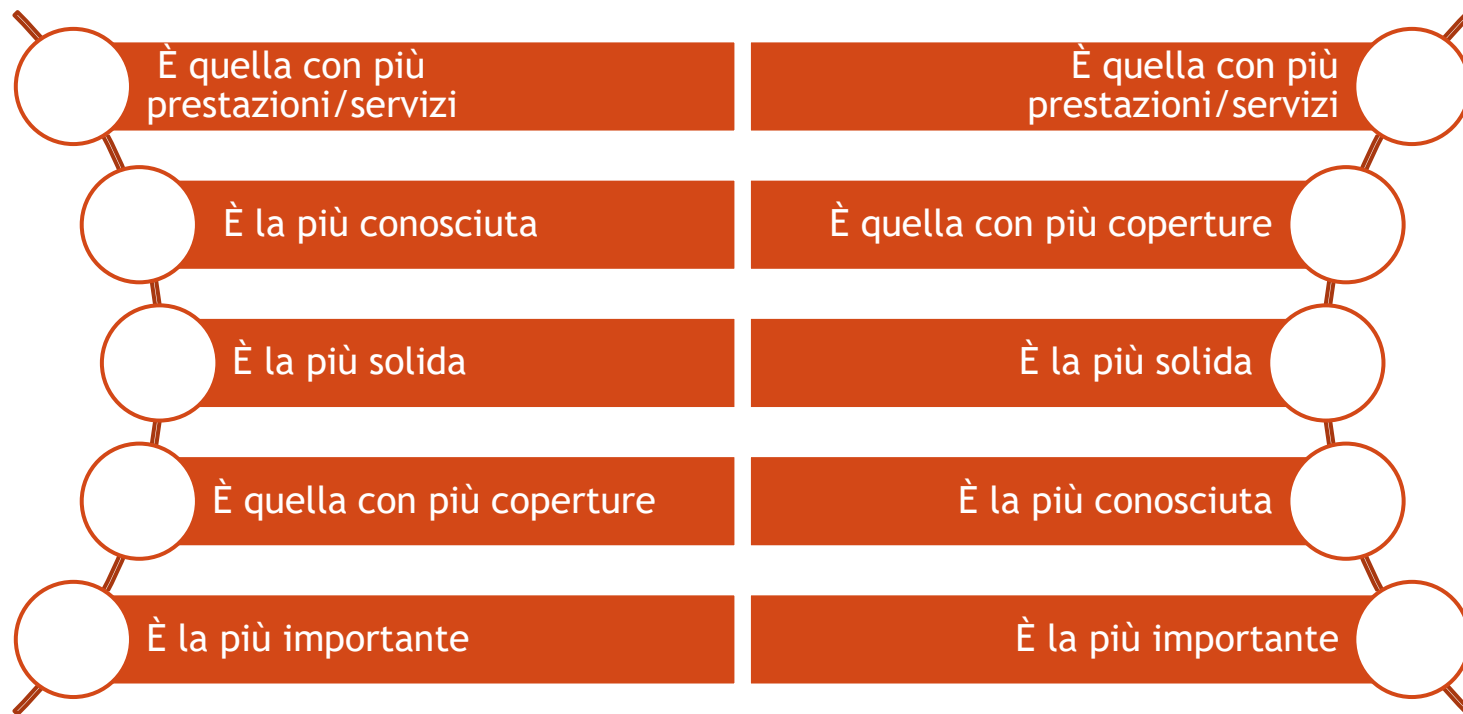 È quella con più
prestazioni/servizi
È la più conosciuta
È la più solida
È quella con più coperture
È la più importante
È quella con più
prestazioni/servizi
È quella con più coperture
È la più solida
È la più conosciuta
È la più importante